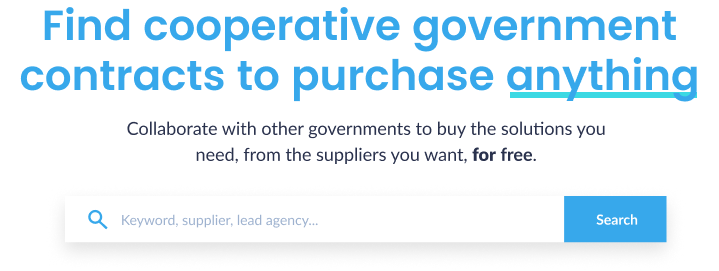 Find cooperative government
contracts to purchase anything
Collaborate with other governments to buy the solutions you
need, from the suppliers you want, for free.
Keyword, supplier, lead agency...
Search